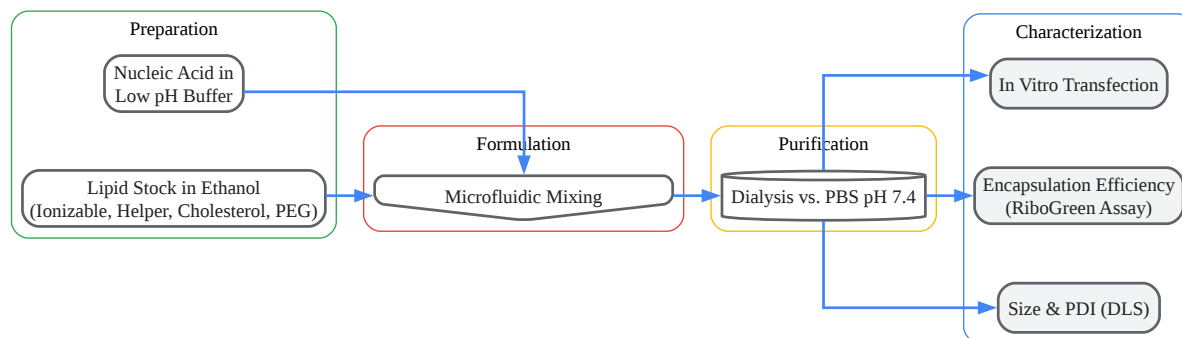 Preparation
Nucleic Acid in
Low pH Buffer
Lipid Stock in Ethanol
(Ionizable, Helper, Cholesterol, PEG)
Formulation
Microfluidic Mixing
Purification
Dialysis vs. PBS pH 7.4
Characterization
In Vitro Transfection
Encapsulation Efficiency
(RiboGreen Assay)
Size & PDI (DLS)